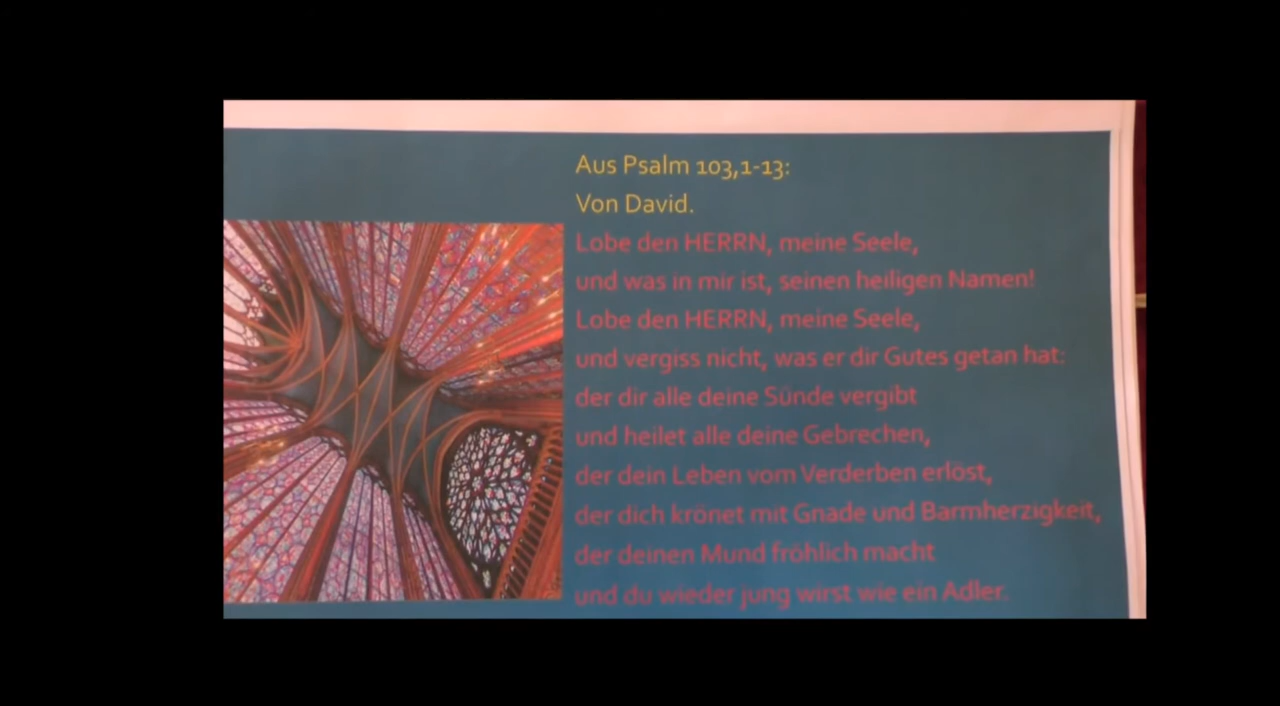 Aus Psalm 103,1-13:
Von David.
Lobe den HERRN, meine Seele,
und was in mir ist, seinen heiligen Namen!
Lobe den HERRN, meine Seele,
und vergiss nicht, was er dir Gutes getan hat:
der dir alle deine Sünde vergibt
und heilet alle deine Gebrechen,
der dein Leben vom Verderben erlöst,
der dich krönet mit Gnade und Barmherzigkeit,
der deinen Mund fröhlich macht
und du wieder jung wirst wie ein Adler.